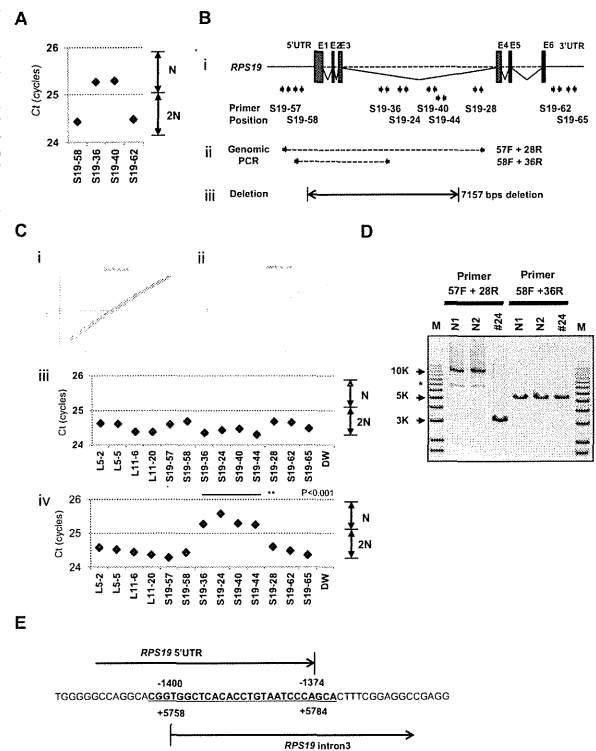 A
B
26
25
24
Ct (cycles)
N
2N
S19-58
S19-36
S19-40
S19-62
i
RPS19
5'UTR
E1
E2
E3
E4
E5
E6
3'UTR
Primer
Position
S19-57
S19-58
S19-36
S19-24
S19-40
S19-44
S19-28
S19-62
S19-65
ii
Genomic
PCR
57F + 28R
58F + 36R
iii
Deletion
7157 bps deletion
C
i
ii
iii
26
25
24
Ct (cycles)
N
2N
L5-2
L5-5
L11-6
L11-20
S19-57
S19-58
S19-36
S19-24
S19-40
S19-44
S19-28
S19-62
S19-65
DW
iv
** P<0.001
26
25
24
Ct (cycles)
N
2N
L5-2
L5-5
L11-6
L11-20
S19-57
S19-58
S19-36
S19-24
S19-40
S19-44
S19-28
S19-62
S19-65
DW
D
Primer
57F + 28R
Primer
58F +36R
M N1 N2 #24 N1 N2 #24 M
10K
*
5K
3K
E
RPS19 5'UTR
-1400 -1374
TGGGGGCCAGGCACGGTGGCTCACACCTGTAATCCCAGCACTTTCGGAGGCCGAGG
+5758 +5784
RPS19 intron3